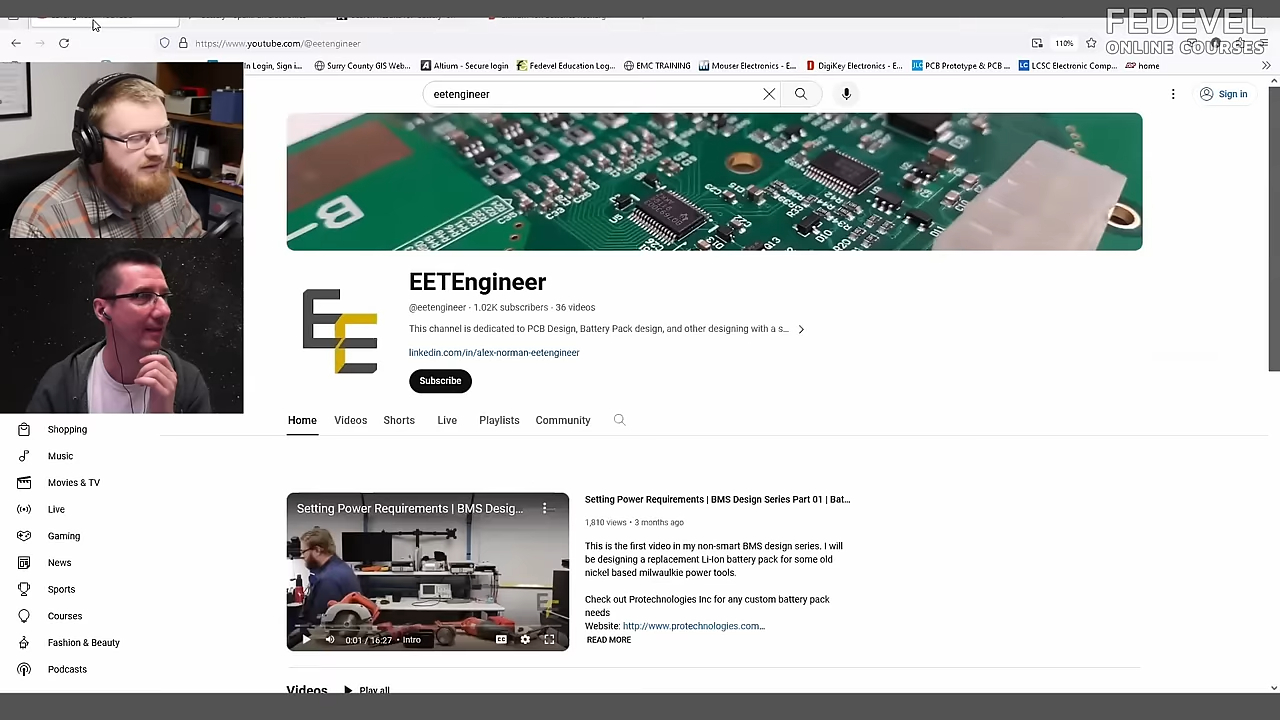 FEDEVEL
ONLINE COURSES
https://www.youtube.com/@eetengineer
110%
n Login, Sign i...
Surry County GIS Web...
Altium - Secure login
Fedevel Education Log...
EMC TRAINING
Mouser Electronics - E...
DigiKey Electronics - E...
PCB Prototype & PCB ...
LCSC Electronic Comp...
home
eetengineer
Sign in
EETEngineer
@eetengineer · 1.02K subscribers · 36 videos
This channel is dedicated to PCB Design, Battery Pack design, and other designing with a s...
linkedin.com/in/alex-norman-eetengineer
Subscribe
Home
Videos
Shorts
Live
Playlists
Community
Shopping
Music
Movies & TV
Live
Gaming
News
Sports
Courses
Fashion & Beauty
Podcasts
Setting Power Requirements | BMS Desig...
0:01 / 16:27 • Intro
Setting Power Requirements | BMS Design Series Part 01 | Bat...
1,810 views • 3 months ago
This is the first video in my non-smart BMS design series. I will
be designing a replacement Li-Ion battery pack for some old
nickel based milwaulkie power tools.
Check out Protechnologies Inc for any custom battery pack
needs
Website: http://www.protechnologies.com...
READ MORE
Videos
Play all